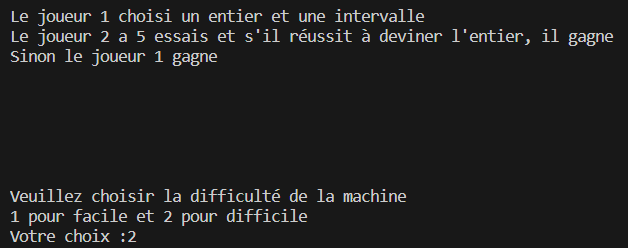 Le joueur 1 choisi un entier et une intervalle
Le joueur 2 a 5 essais et s'il réussit à deviner l'entier, il gagne
Sinon le joueur 1 gagne
Veuillez choisir la difficulté de la machine
1 pour facile et 2 pour difficile
Votre choix :2